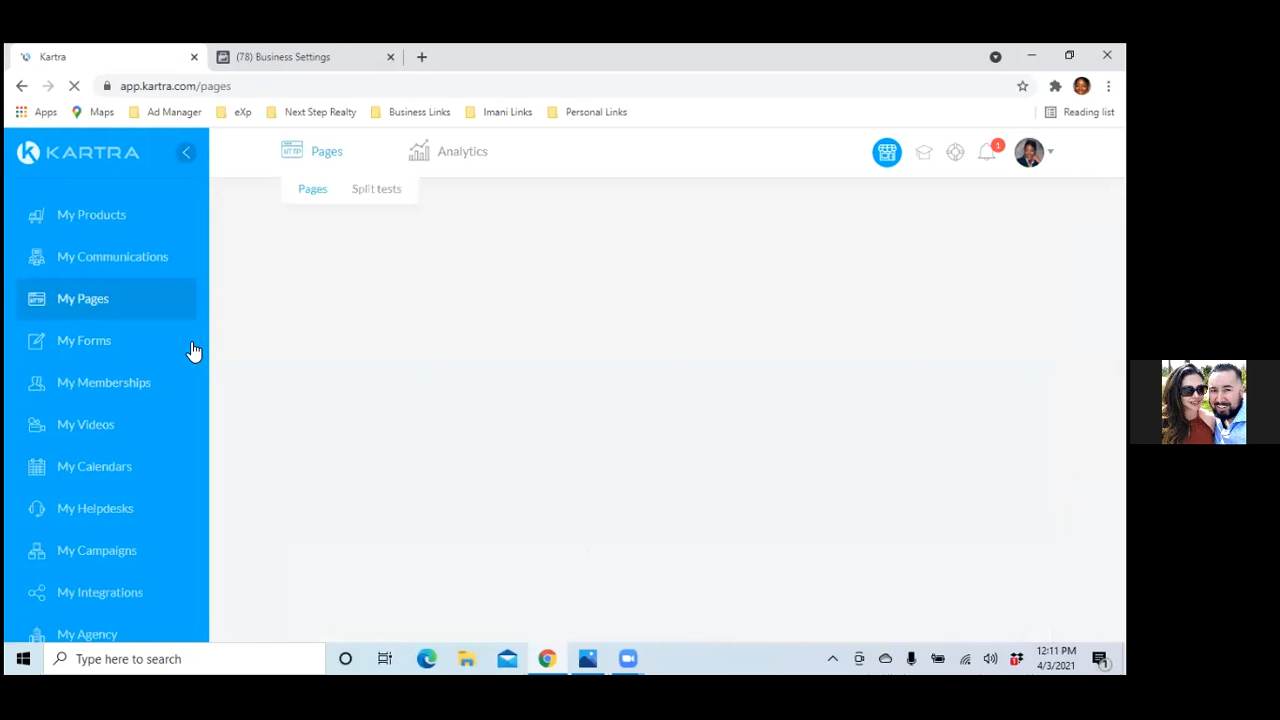 Kartra
(78) Business Settings
app.kartra.com/pages
Apps
Maps
Ad Manager
eXp
Next Step Realty
Business Links
Imani Links
Personal Links
Reading list
KARTRA
HTTP
Pages
Analytics
1
Pages
Split tests
My Products
My Communications
HTTP
My Pages
My Forms
My Memberships
My Videos
My Calendars
My Helpdesks
My Campaigns
My Integrations
My Agency
Type here to search
12:11 PM
4/3/2021
1